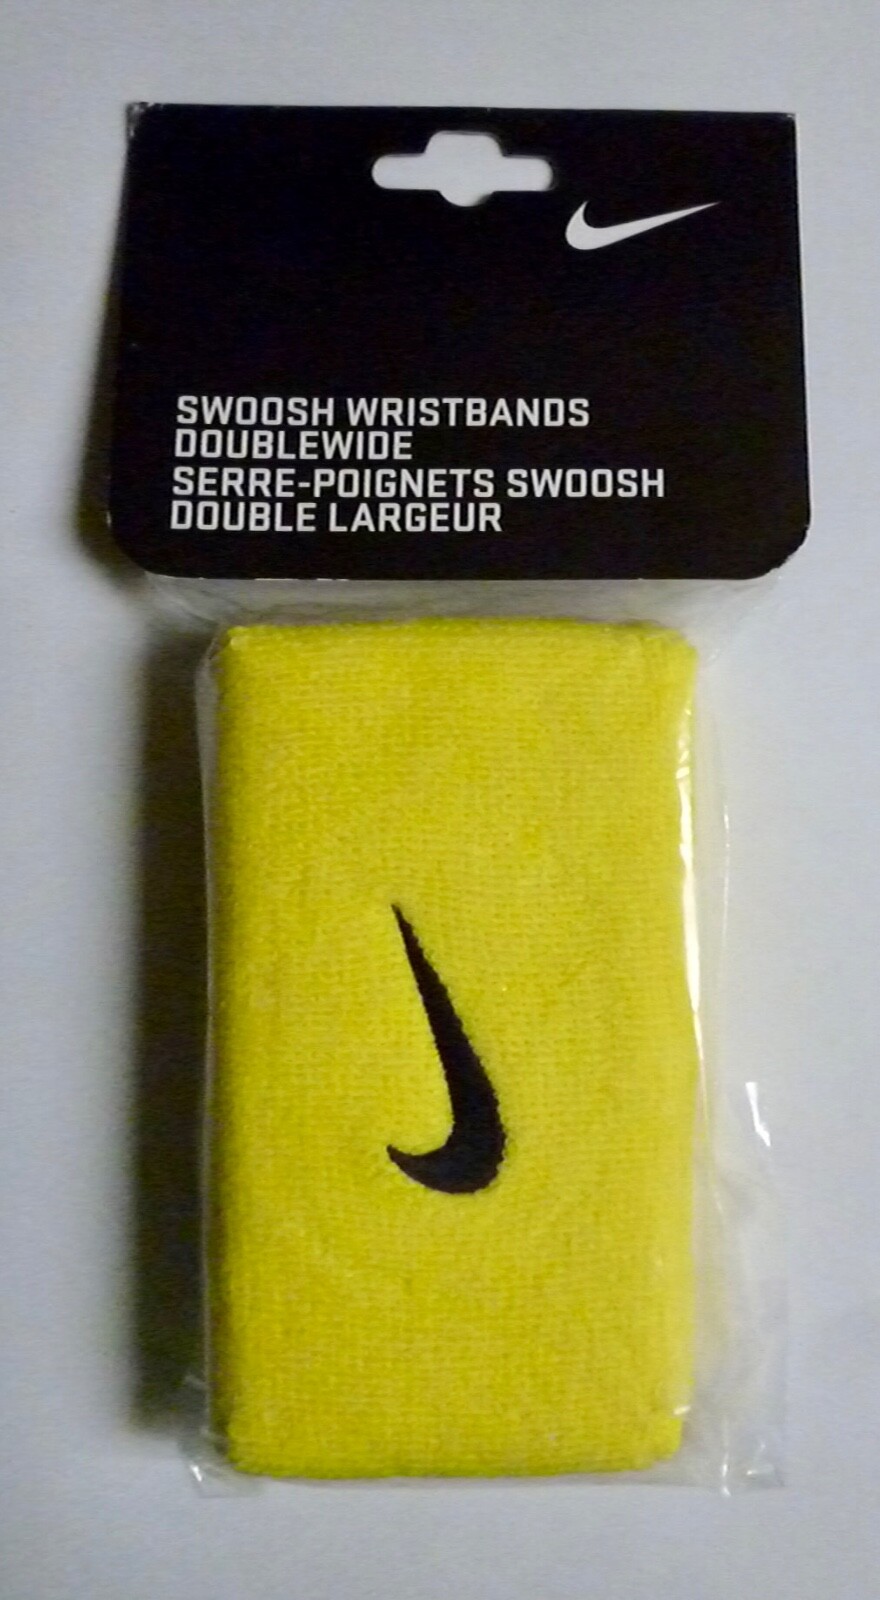 SWOOSH WRISTBANDS
DOUBLEWIDE
SERRE-POIGNETS SWOOSH
DOUBLE LARGEUR